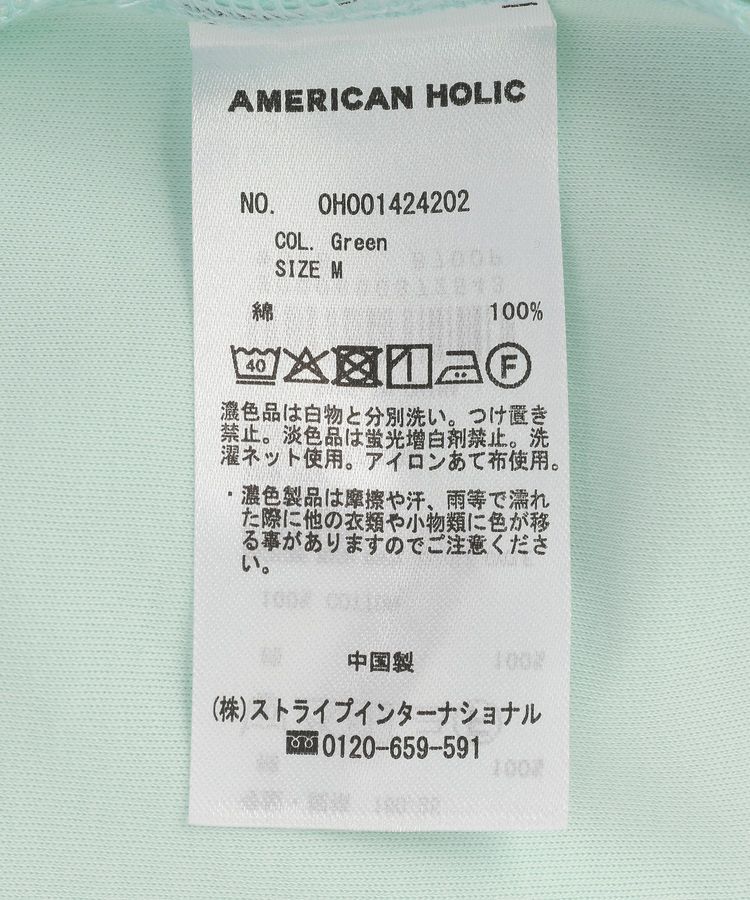 AMERICAN HOLIC
NO. 0H001424202
COL. Green
SIZE M
綿 100%
40 F
濃色品は白物と分別洗い。つけ置き
禁止。淡色品は蛍光増白剤禁止。洗
濯ネット使用。アイロンあて布使用。
・濃色製品は摩擦や汗、雨等で濡れ
た際に他の衣類や小物類に色が移
る事がありますのでご注意くださ
い。
中国製
(株)ストライプインターナショナル
0120-659-591